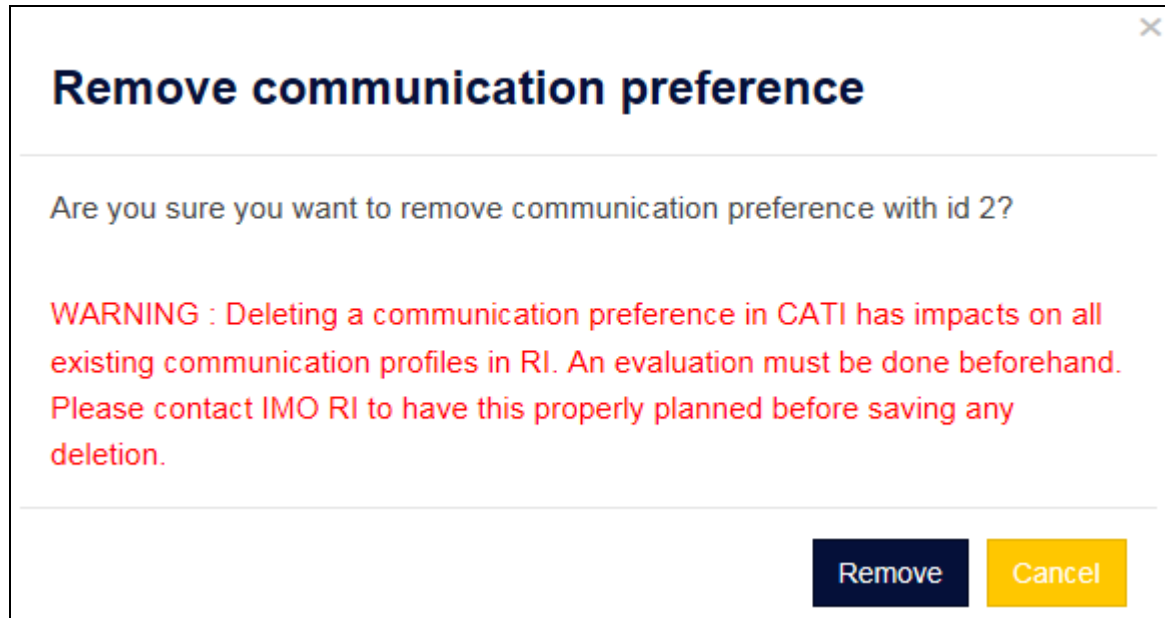 Remove communication preference
Are you sure you want to remove communication preference with id 2?
WARNING : Deleting a communication preference in CATI has impacts on all
existing communication profiles in RI. An evaluation must be done beforehand.
Please contact IMO RI to have this properly planned before saving any
deletion.
Remove Cancel